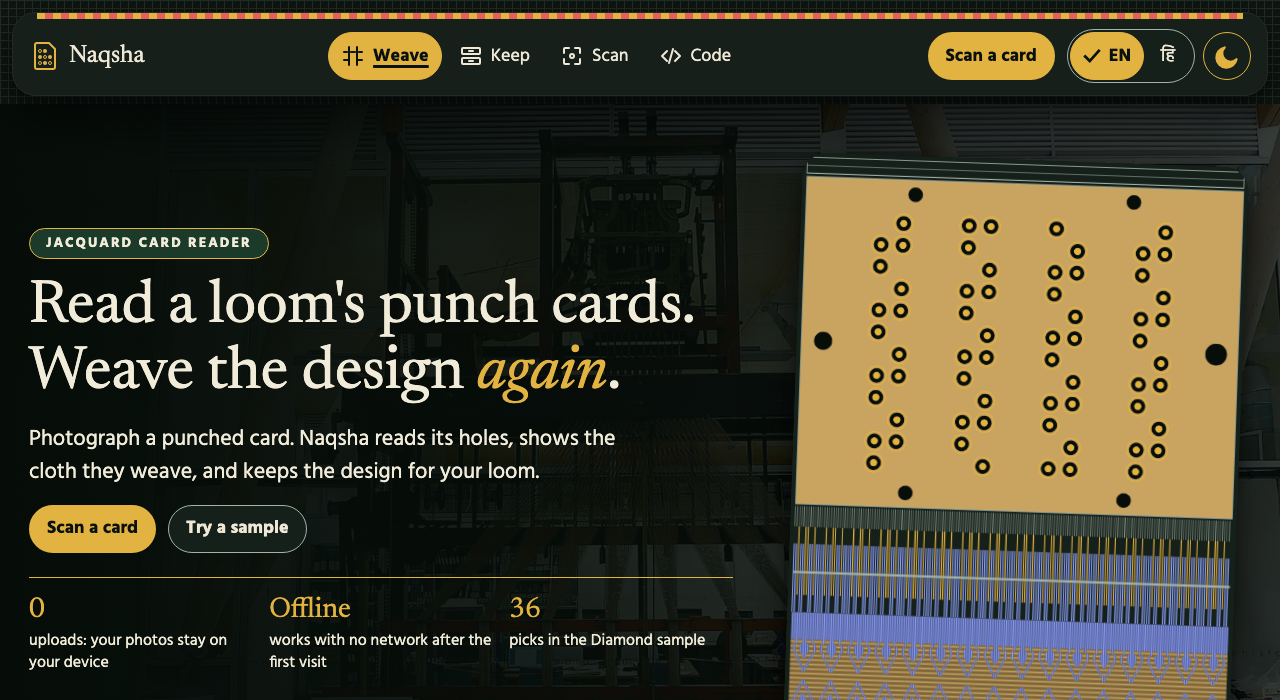 Naqsha
Weave
Keep
Scan
Code
Scan a card
EN
हि
JACQUARD CARD READER
Read a loom's punch cards.
Weave the design again.
Photograph a punched card. Naqsha reads its holes, shows the
cloth they weave, and keeps the design for your loom.
Scan a card
Try a sample
0
uploads: your photos stay on
your device
Offline
works with no network after the
first visit
36
picks in the Diamond sample